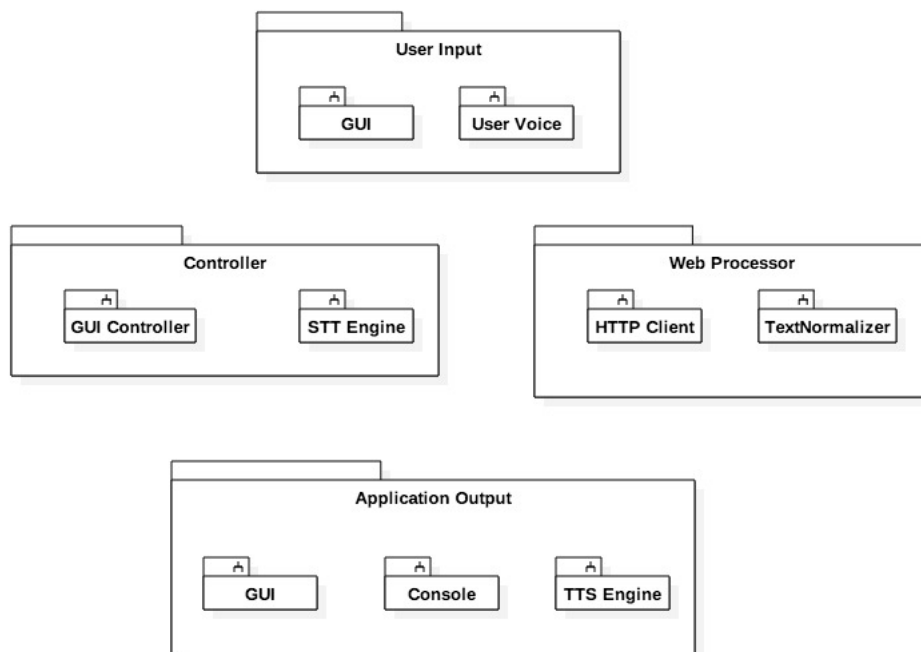 User Input
GUI
User Voice
Controller
GUI Controller
STT Engine
Web Processor
HTTP Client
TextNormalizer
Application Output
GUI
Console
TTS Engine